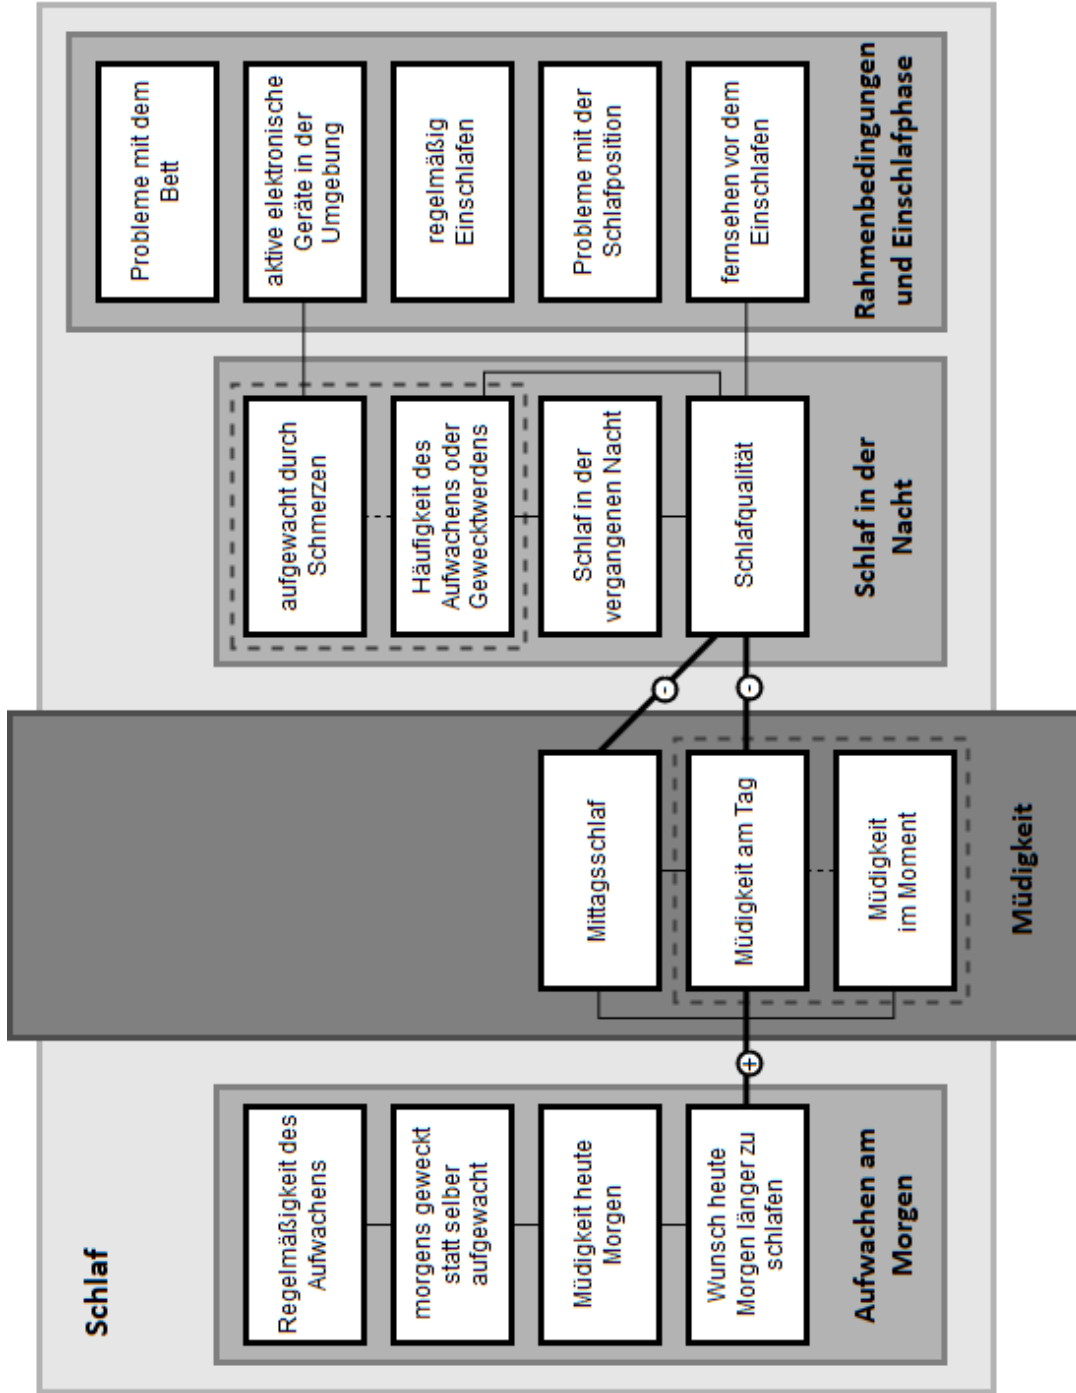 Schlaf
Regelmäßigkeit des
Aufwachens
morgens geweckt
statt selber
aufgewacht
Müdigkeit heute
Morgen
Wunsch heute
Morgen länger zu
schlafen
Aufwachen am
Morgen
+
Mittagsschlaf
Müdigkeit am Tag
Müdigkeit
im Moment
Müdigkeit
-
-
aufgewacht durch
Schmerzen
Häufigkeit des
Aufwachens oder
Gewecktwerdens
Schlaf in der
vergangenen Nacht
Schlafqualität
Schlaf in der
Nacht
Probleme mit dem
Bett
aktive elektronische
Geräte in der
Umgebung
regelmäßig
Einschlafen
Probleme mit der
Schlafposition
fernsehen vor dem
Einschlafen
Rahmenbedingungen
und Einschlafphase